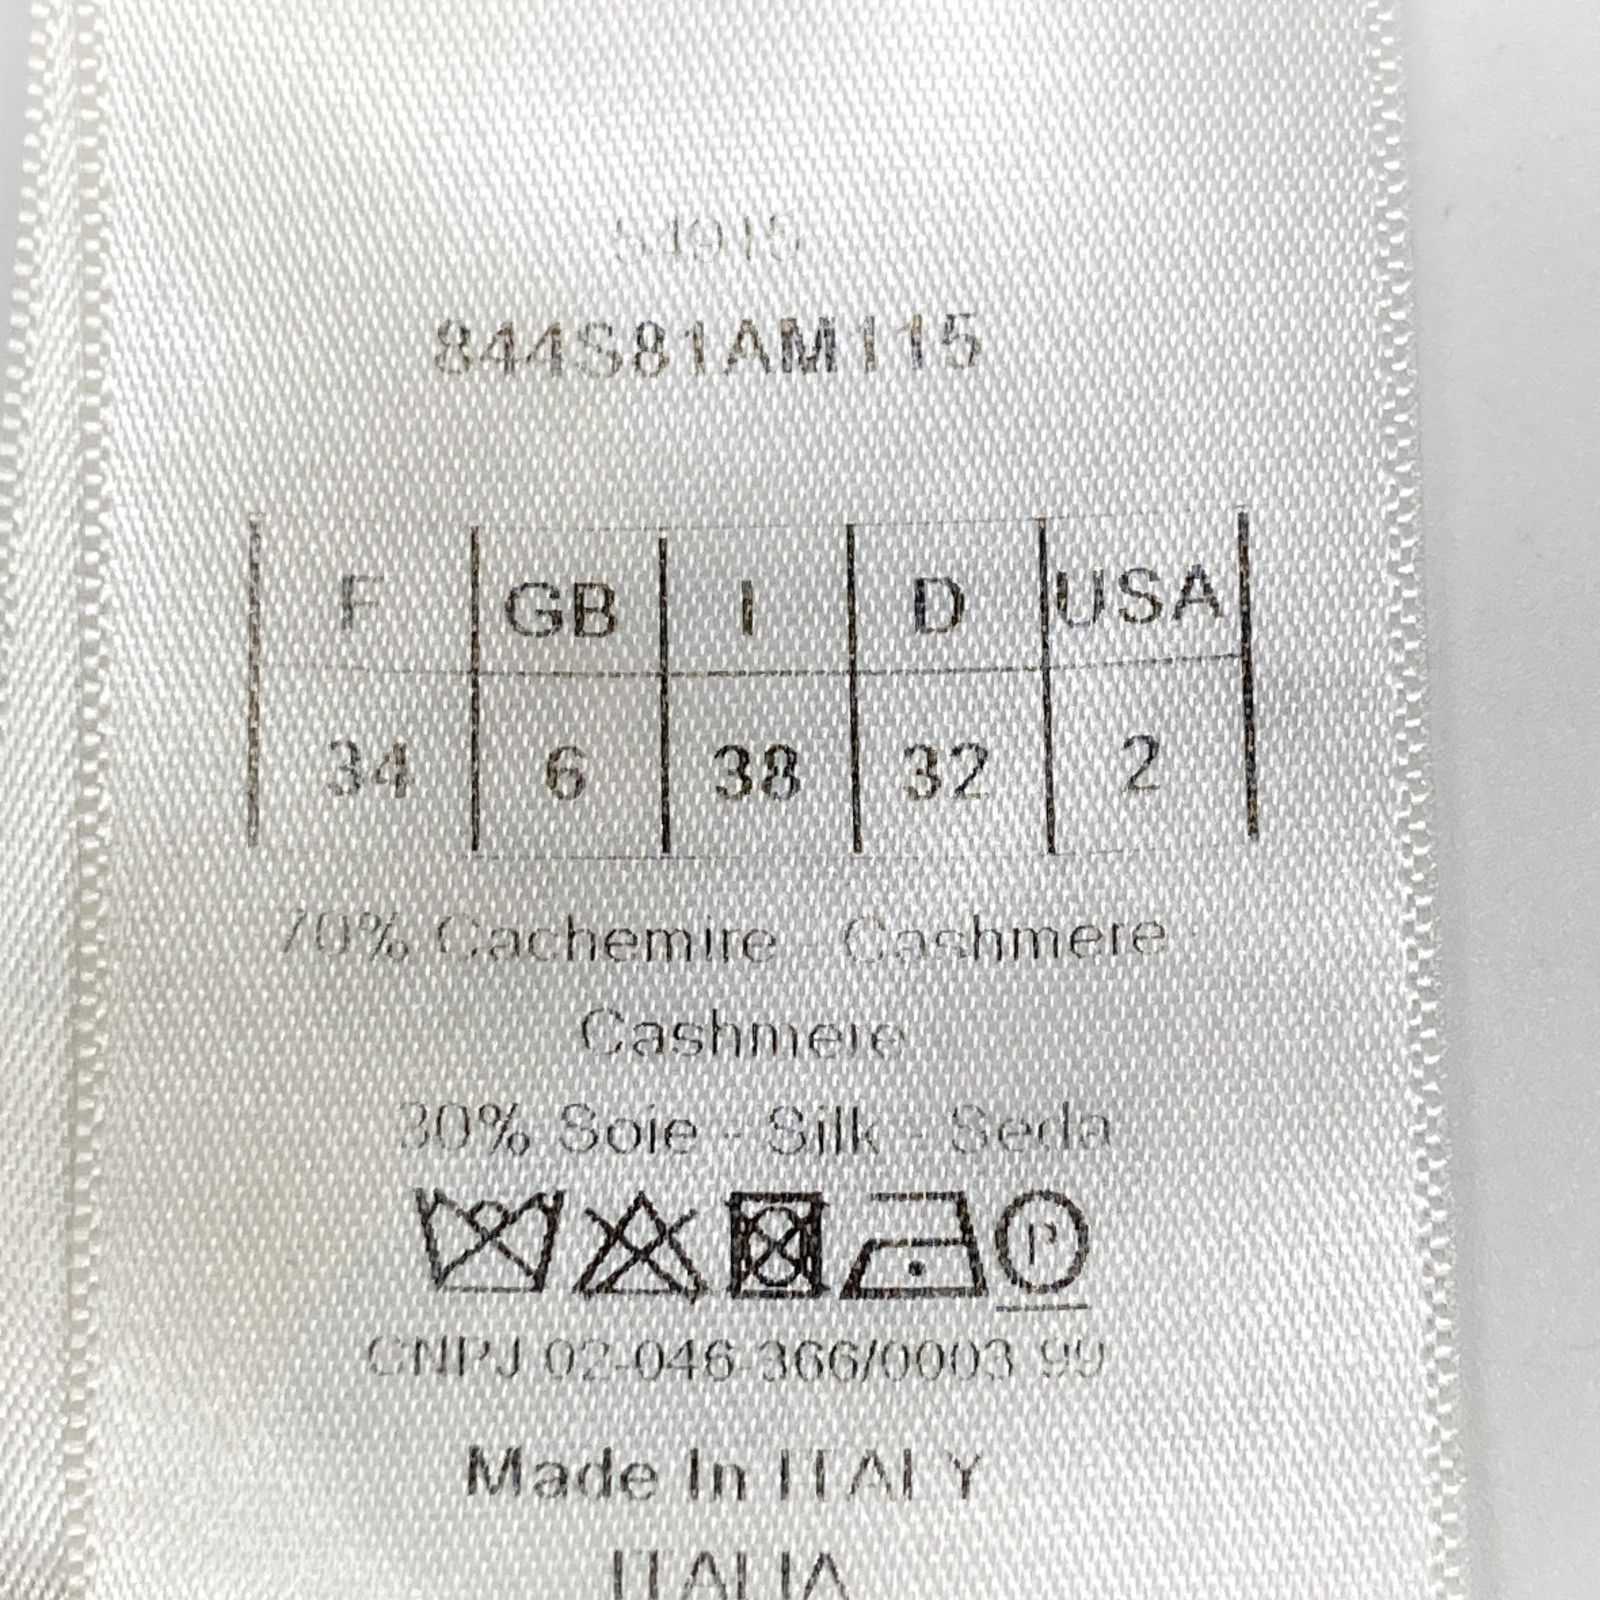 54915
844S81AM115
F GB I D USA
34 6 38 32 2
70% Cachemire - Cashmere
Cashmere
30% Soie - Silk - Seda
P
CNPJ 02-046-366/0003 99
Made In ITALY
ITALIA